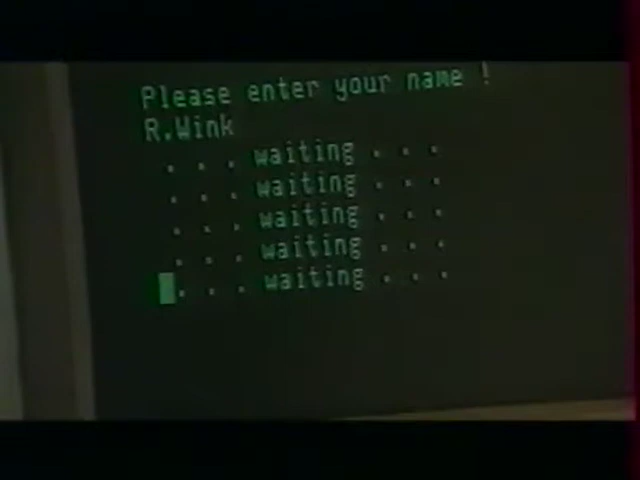 Please enter your name !
R.Wink
. . . waiting . . .
. . . waiting . . .
. . . waiting . . .
. . . waiting . . .
. . . waiting . . .